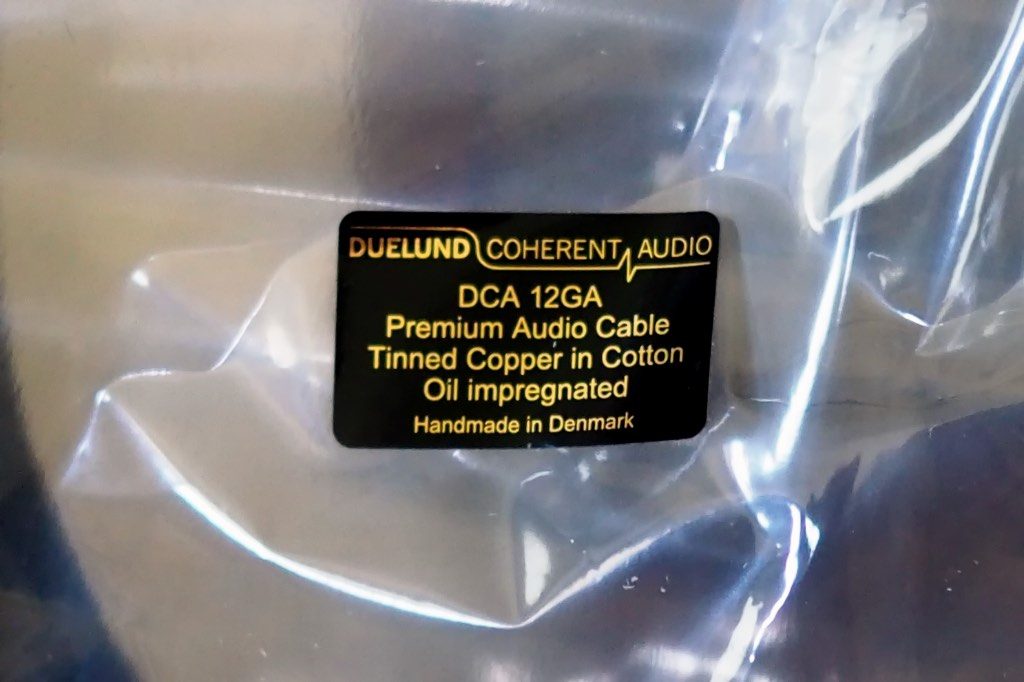 DUELUND COHERENT AUDIO
DCA 12GA
Premium Audio Cable
Tinned Copper in Cotton
Oil impregnated
Handmade in Denmark